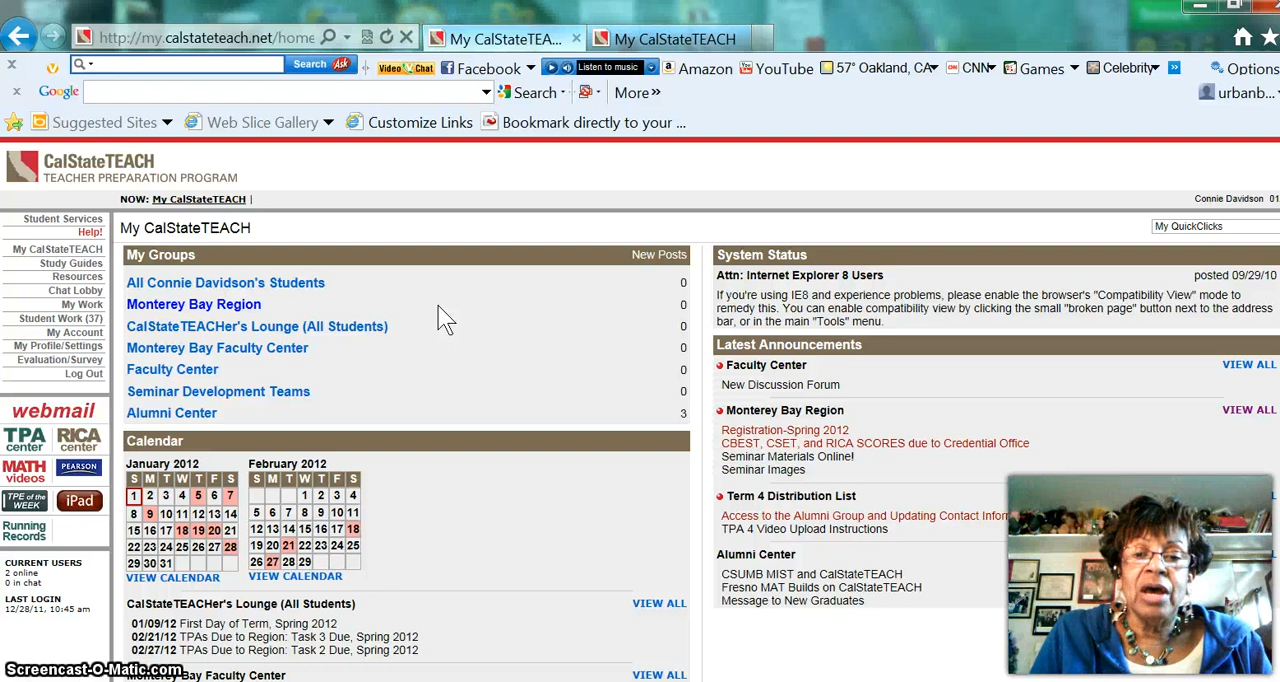 http://my.calstateteach.net/home
My CalStateTEA...
My CalStateTEACH
Search Ask
Video Chat
Facebook
Listen to music
Amazon
YouTube
57° Oakland, CA
CNN
Games
Celebrity
Options
Google
Search
More»
urbanb...
Suggested Sites
Web Slice Gallery
Customize Links
Bookmark directly to your ...
CalStateTEACH
TEACHER PREPARATION PROGRAM
NOW: My CalStateTEACH |
Connie Davidson 01
Student Services
Help!
My CalStateTEACH
Study Guides
Resources
Chat Lobby
My Work
Student Work (37)
My Account
My Profile/Settings
Evaluation/Survey
Log Out
webmail
TPA center
RICA center
MATH videos
PEARSON
TPE of the WEEK
iPad
Running Records
CURRENT USERS
2 online
0 in chat
LAST LOGIN
12/28/11, 10:45 am
My CalStateTEACH
My QuickClicks
My Groups New Posts
All Connie Davidson's Students 0
Monterey Bay Region 0
CalStateTEACHer's Lounge (All Students) 0
Monterey Bay Faculty Center 0
Faculty Center 0
Seminar Development Teams 0
Alumni Center 3
Calendar
January 2012
S M T W T F S
1 2 3 4 5 6 7
8 9 10 11 12 13 14
15 16 17 18 19 20 21
22 23 24 25 26 27 28
29 30 31
VIEW CALENDAR
February 2012
S M T W T F S
1 2 3 4
5 6 7 8 9 10 11
12 13 14 15 16 17 18
19 20 21 22 23 24 25
26 27 28 29
VIEW CALENDAR
CalStateTEACHer's Lounge (All Students) VIEW ALL
01/09/12 First Day of Term, Spring 2012
02/21/12 TPAs Due to Region: Task 3 Due, Spring 2012
02/27/12 TPAs Due to Region: Task 2 Due, Spring 2012
Monterey Bay Faculty Center VIEW ALL
System Status
Attn: Internet Explorer 8 Users posted 09/29/10
If you're using IE8 and experience problems, please enable the browser's "Compatibility View" mode to
remedy this. You can enable compatibility view by clicking the small "broken page" button next to the address
bar, or in the main "Tools" menu.
Latest Announcements
Faculty Center VIEW ALL
New Discussion Forum
Monterey Bay Region VIEW ALL
Registration-Spring 2012
CBEST, CSET, and RICA SCORES due to Credential Office
Seminar Materials Online!
Seminar Images
Term 4 Distribution List
Access to the Alumni Group and Updating Contact Infor
TPA 4 Video Upload Instructions
Alumni Center
CSUMB MIST and CalStateTEACH
Fresno MAT Builds on CalStateTEACH
Message to New Graduates
Screencast-O-Matic.com